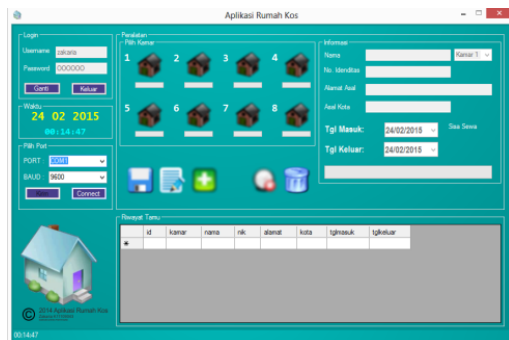 Aplikasi Rumah Kos
Login
Username zakaria
Password OOOOOO
Ganti Keluar
Waktu
24 02 2015
00:14:47
Pilih Port
PORT COM1
BAUD 9600
Connect
2014 Aplikasi Rumah Kos
Peralatan
Pilih Kamar
1 2 3 4
5 6 7 8
Informasi
Nama Kamar 1
No. Idenditas
Alamat Asal
Asal Kota
Tgl Masuk: 24/02/2015 Sisa Sewa
Tgl Keluar: 24/02/2015
Riwayat Tamu
id kamar nama nik alamat kota tglmasuk tglkeluar
00:14:47